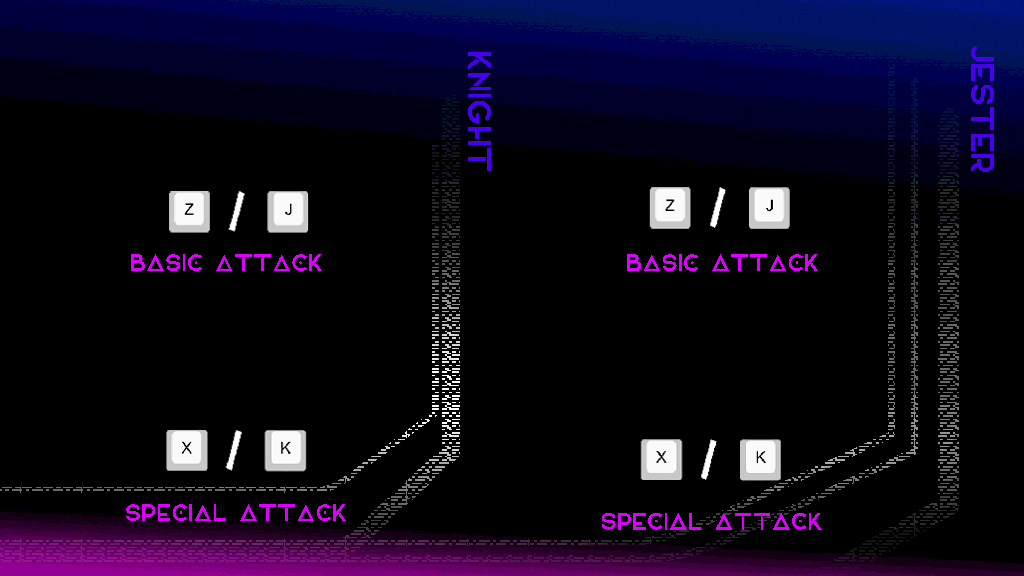 KNIGHT
Z / J
BASIC ATTACK
X / K
SPECIAL ATTACK
JESTER
Z / J
BASIC ATTACK
X / K
SPECIAL ATTACK